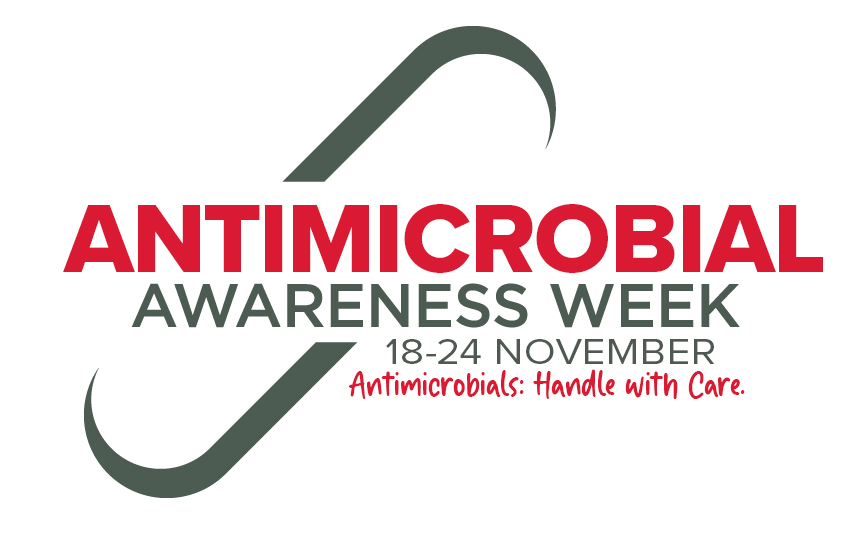 ANTIMICROBIAL
AWARENESS WEEK
18-24 NOVEMBER
Antimicrobials: Handle with Care.